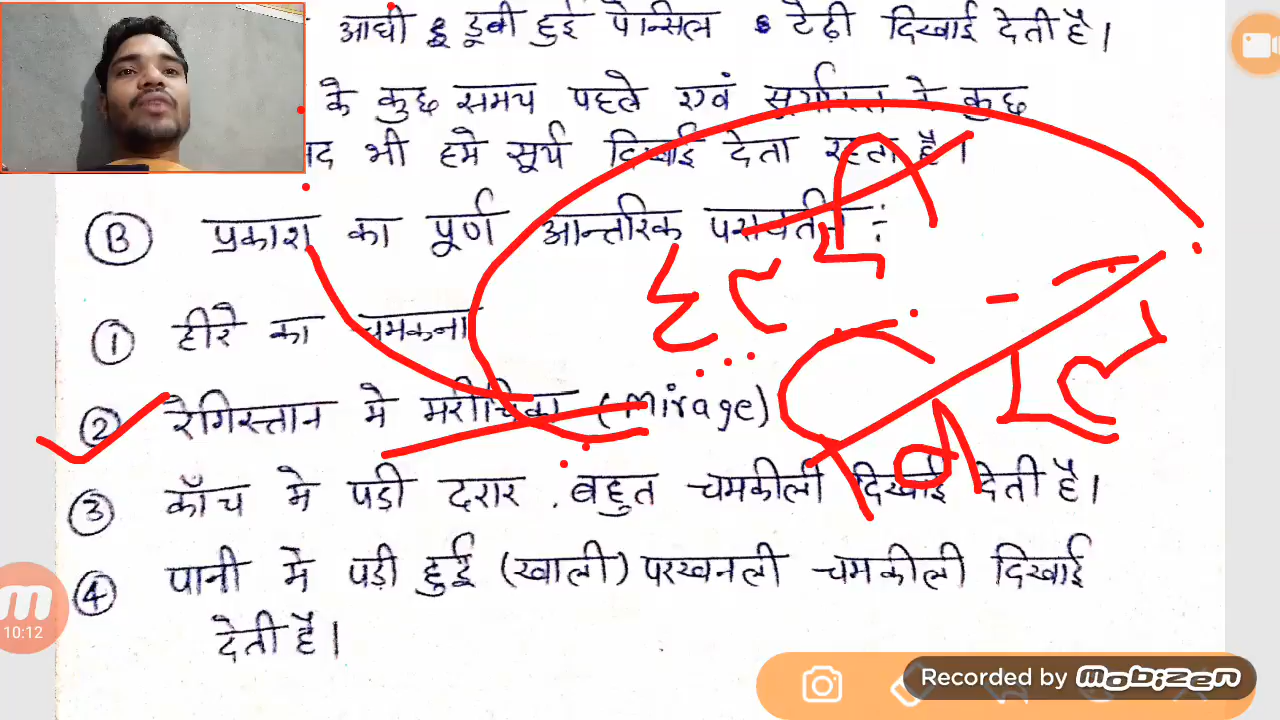 आधी डूबी हुई पेन्सिल टेढ़ी दिखाई देती है।
के कुछ समय पहले एवं सूर्यास्त के कुछ
भी हमे सूर्य दिखाई देता रहता है।
Ⓑ प्रकाश का पूर्ण आन्तरिक परावर्तन ÷
① हीरे का चमकना
② रेगिस्तान मे मरीचिका (Mirage)
③ काँच मे पड़ी दरार . बहुत चमकीली दिखाई देती है।
④ पानी मे पड़ी हुई (खाली) परखनली चमकीली दिखाई
देती है।
10:12
Recorded by mobizen